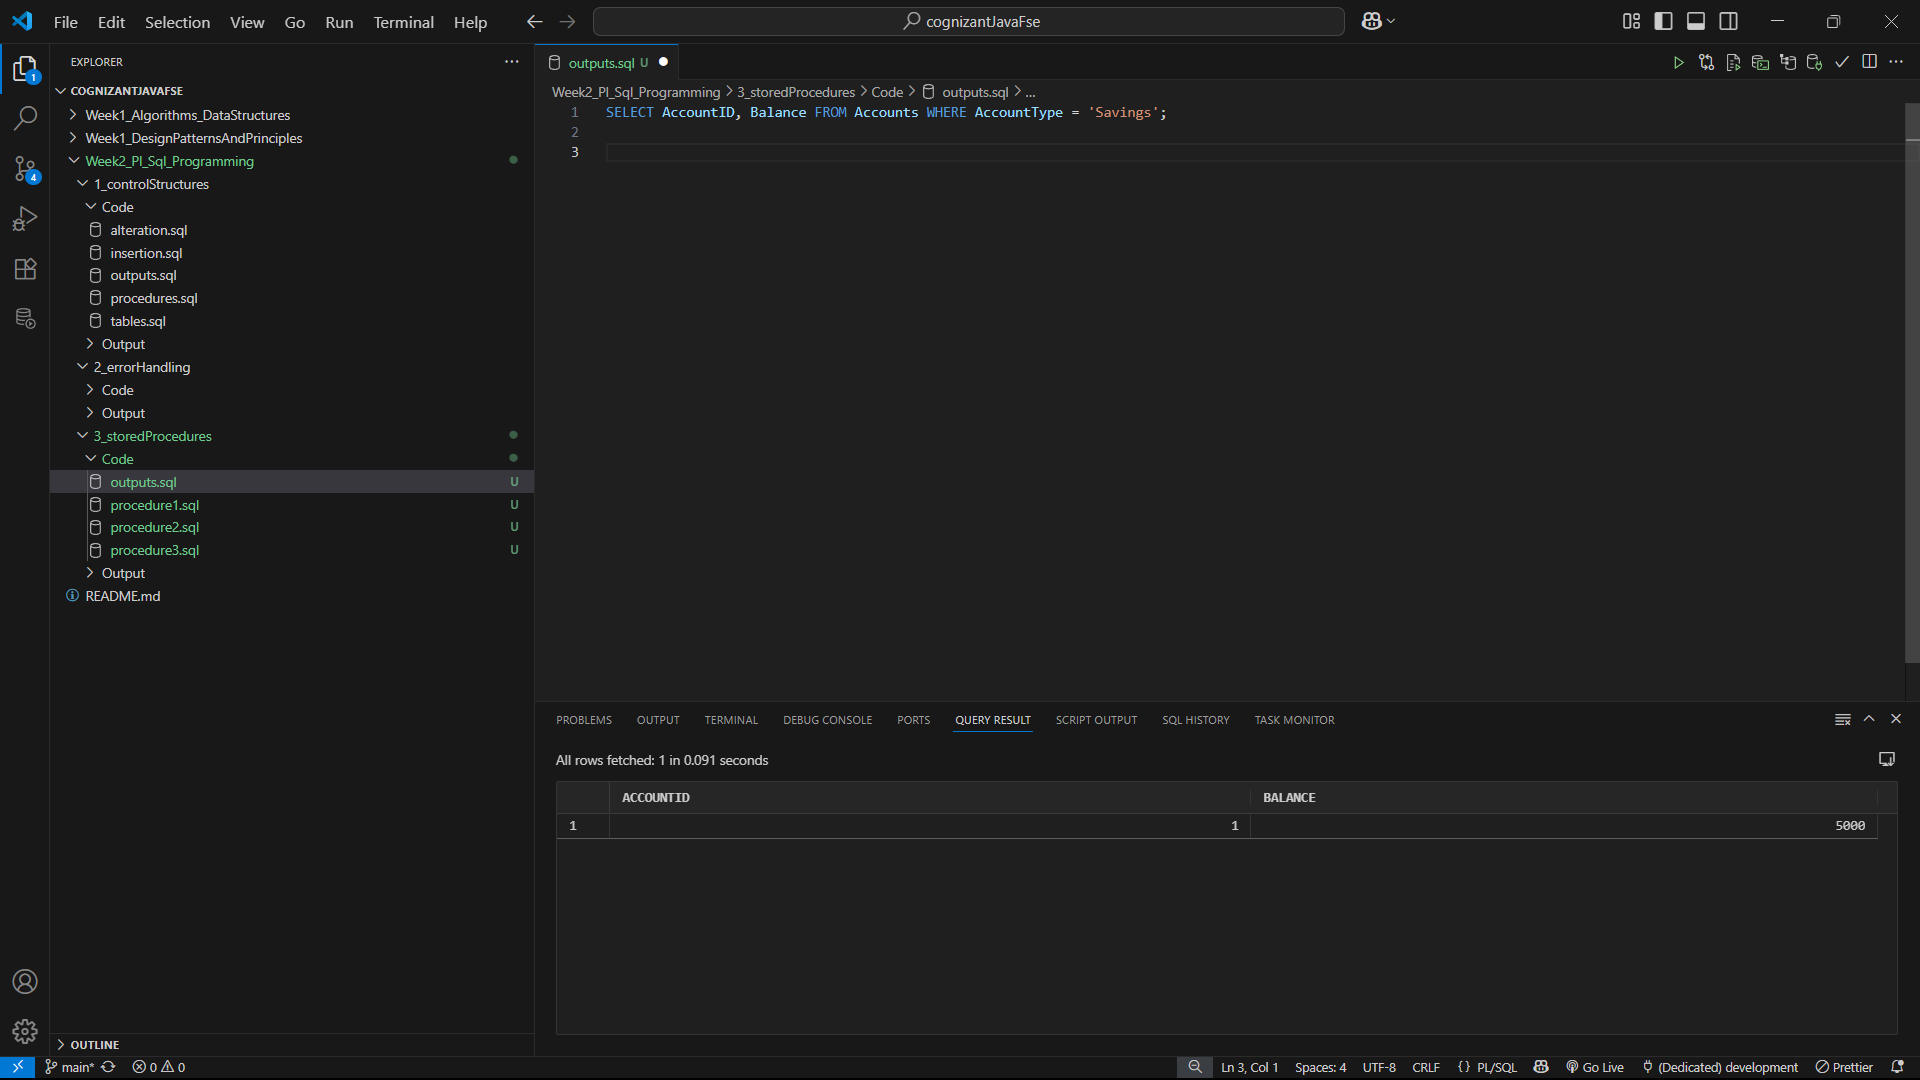 File Edit Selection View Go Run Terminal Help
cognizantJavaFse
EXPLORER
COGNIZANTJAVAFSE
Week1_Algorithms_DataStructures
Week1_DesignPatternsAndPrinciples
Week2_Pl_Sql_Programming
1_controlStructures
Code
alteration.sql
insertion.sql
outputs.sql
procedures.sql
tables.sql
Output
2_errorHandling
Code
Output
3_storedProcedures
Code
outputs.sql U
procedure1.sql U
procedure2.sql U
procedure3.sql U
Output
README.md
OUTLINE
1
4
outputs.sql U
Week2_Pl_Sql_Programming > 3_storedProcedures > Code > outputs.sql > ...
1 SELECT AccountID, Balance FROM Accounts WHERE AccountType = 'Savings';
2
3
PROBLEMS OUTPUT TERMINAL DEBUG CONSOLE PORTS QUERY RESULT SCRIPT OUTPUT SQL HISTORY TASK MONITOR
All rows fetched: 1 in 0.091 seconds
ACCOUNTID BALANCE
1 1 5000
main* 0 0 Ln 3, Col 1 Spaces: 4 UTF-8 CRLF {} PL/SQL Go Live (Dedicated) development Prettier